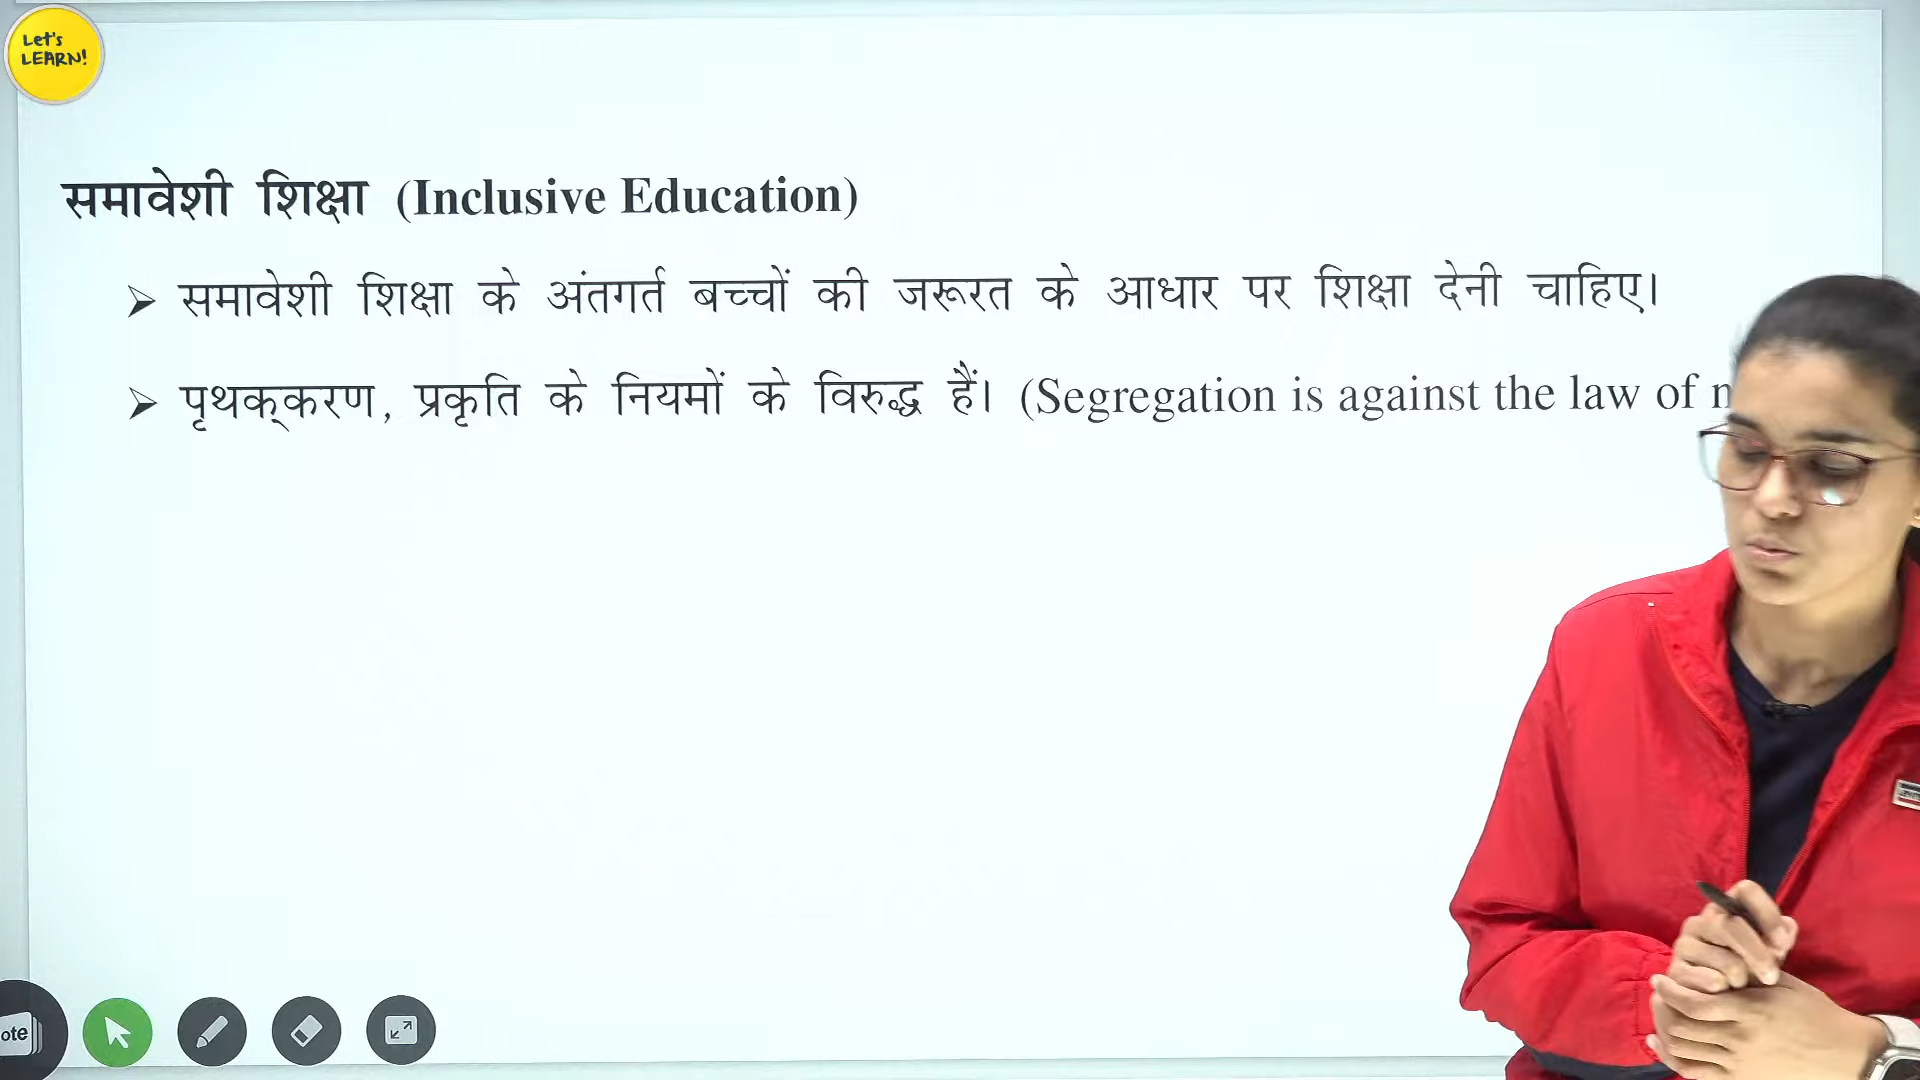 Let's
LEARN!
समावेशी शिक्षा (Inclusive Education)
➢ समावेशी शिक्षा के अंतगर्त बच्चों की जरूरत के आधार पर शिक्षा देनी चाहिए।
➢ पृथक्‌करण, प्रकृति के नियमों के विरुद्ध हैं। (Segregation is against the law of
ote